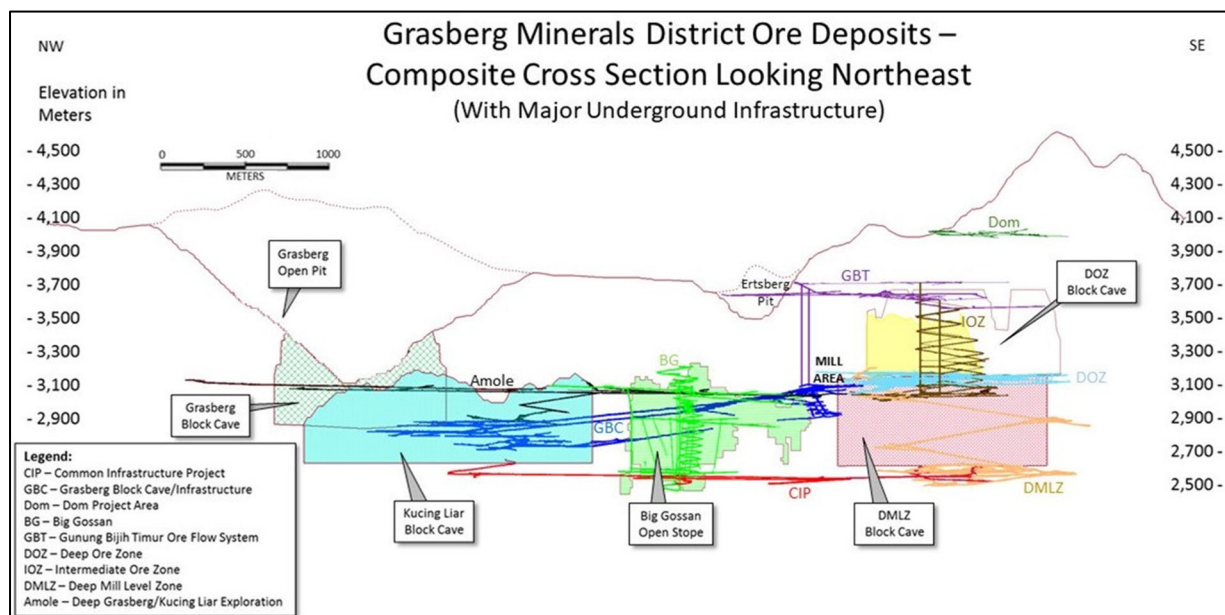 Grasberg Minerals District Ore Deposits –
Composite Cross Section Looking Northeast
(With Major Underground Infrastructure)
NW
SE
Elevation in
Meters
0 500 1000
METERS
- 4,500
- 4,300
- 4,100
- 3,900
- 3,700
- 3,500
- 3,300
- 3,100
- 2,900
4,500 -
4,300 -
4,100 -
3,900 -
3,700 -
3,500 -
3,300 -
3,100 -
2,900 -
2,700 -
2,500 -
Dom
Grasberg
Open Pit
Ertsberg
Pit
GBT
DOZ
Block Cave
IOZ
BG
MILL
AREA
DOZ
Amole
Grasberg
Block Cave
GBC
CIP
DMLZ
Kucing Liar
Block Cave
Big Gossan
Open Stope
DMLZ
Block Cave
Legend:
CIP – Common Infrastructure Project
GBC – Grasberg Block Cave/Infrastructure
Dom – Dom Project Area
BG – Big Gossan
GBT – Gunung Bijih Timur Ore Flow System
DOZ – Deep Ore Zone
IOZ – Intermediate Ore Zone
DMLZ – Deep Mill Level Zone
Amole – Deep Grasberg/Kucing Liar Exploration